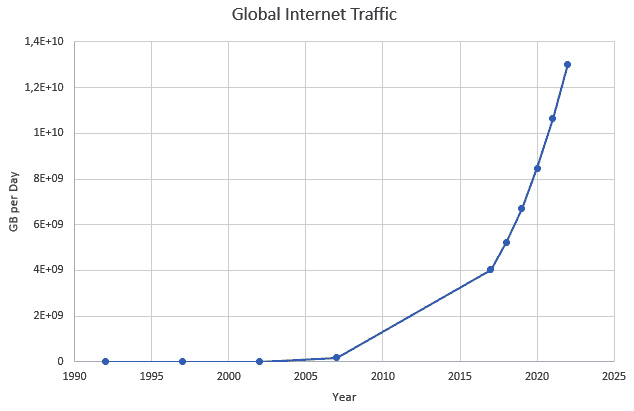 Global Internet Traffic
1,4E+10
1,2E+10
1E+10
8E+09
6E+09
4E+09
2E+09
0
GB per Day
1990 1995 2000 2005 2010 2015 2020 2025
Year